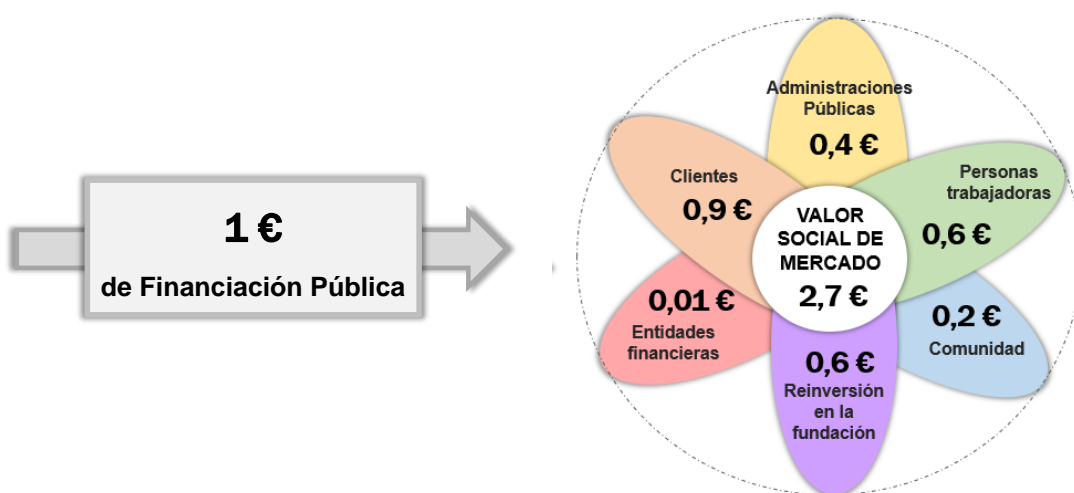 1 €
de Financiación Pública
Administraciones
Públicas
0,4 €
Personas
trabajadoras
0,6 €
0,2 €
Comunidad
0,6 €
Reinversión
en la
fundación
0,01 €
Entidades
financieras
Clientes
0,9 €
VALOR
SOCIAL DE
MERCADO
2,7 €